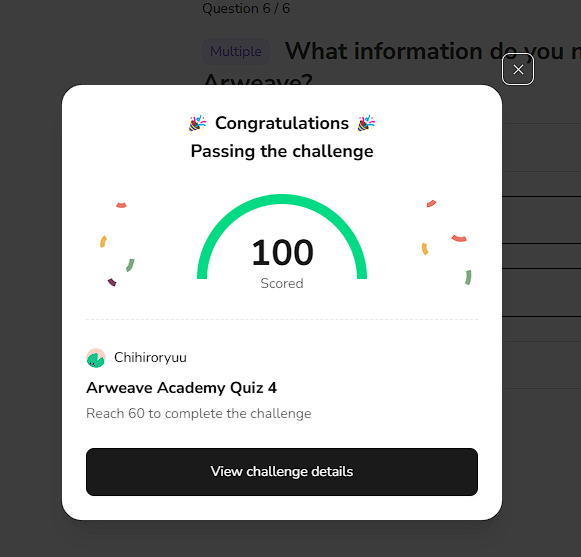 Question 6 / 6
Multiple What information do you n
Arweave?
Congratulations
Passing the challenge
100
Scored
Chihiroryuu
Arweave Academy Quiz 4
Reach 60 to complete the challenge
View challenge details